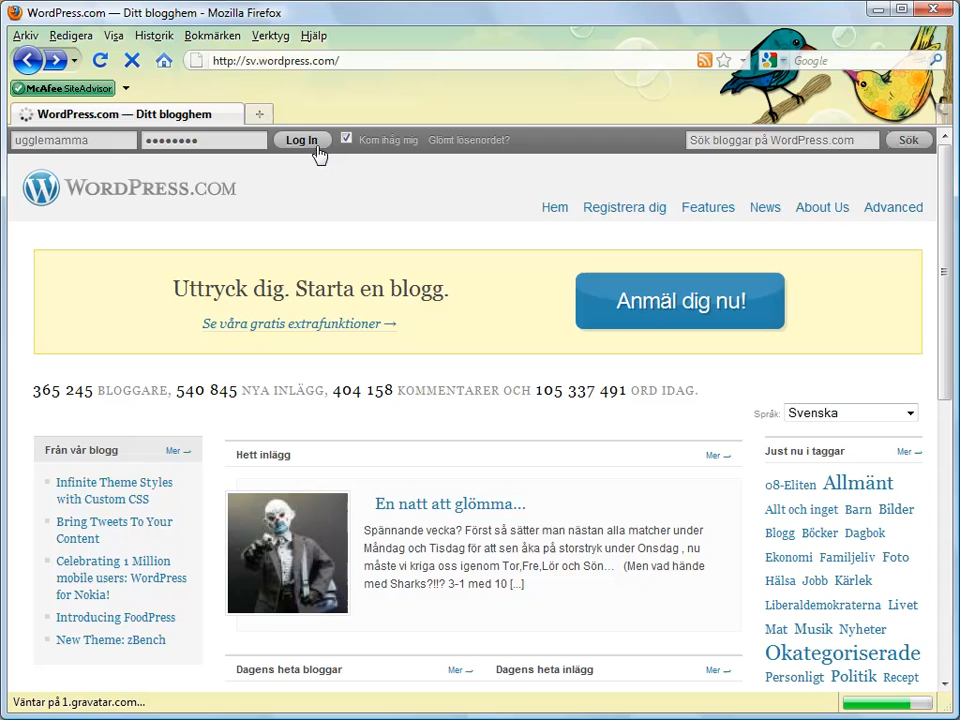 WordPress.com — Ditt blogghem - Mozilla Firefox
Arkiv Redigera Visa Historik Bokmärken Verktyg Hjälp
http://sv.wordpress.com/ Google
McAfee SiteAdvisor
WordPress.com — Ditt blogghem
ugglemamma •••••••• Log In Kom ihåg mig Glömt lösenordet? Sök bloggar på WordPress.com Sök
WORDPRESS.COM
Hem Registrera dig Features News About Us Advanced
Uttryck dig. Starta en blogg.
Anmäl dig nu!
Se våra gratis extrafunktioner →
365 245 BLOGGARE, 540 845 NYA INLÄGG, 404 158 KOMMENTARER OCH 105 337 491 ORD IDAG.
Språk: Svenska
Från vår blogg Mer →
Infinite Theme Styles
with Custom CSS
Bring Tweets To Your
Content
Celebrating 1 Million
mobile users: WordPress
for Nokia!
Introducing FoodPress
New Theme: zBench
Hett inlägg Mer →
En natt att glömma...
Spännande vecka? Först så sätter man nästan alla matcher under
Måndag och Tisdag för att sen åka på storstryk under Onsdag , nu
måste vi kriga oss igenom Tor,Fre,Lör och Sön… (Men vad hände
med Sharks?!!? 3-1 med 10 [...]
Dagens heta bloggar Mer →
Dagens heta inlägg Mer →
Just nu i taggar Mer →
08-Eliten Allmänt
Allt och inget Barn Bilder
Blogg Böcker Dagbok
Ekonomi Familjeliv Foto
Hälsa Jobb Kärlek
Liberaldemokraterna Livet
Mat Musik Nyheter
Okategoriserade
Personligt Politik Recept
Väntar på 1.gravatar.com...